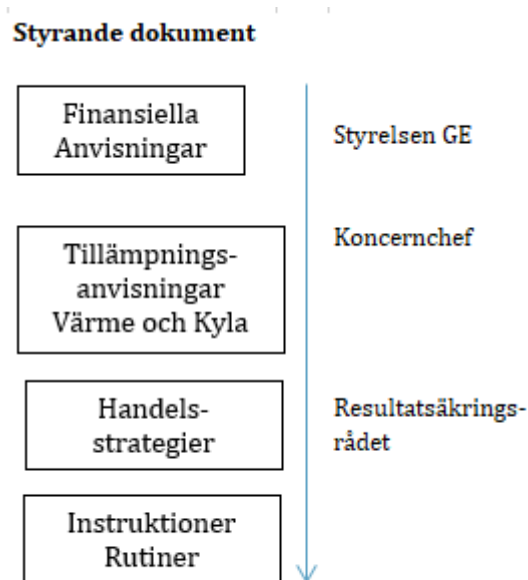 Styrande dokument
Finansiella
Anvisningar
Styrelsen GE
Koncernchef
Tillämpnings-
anvisningar
Värme och Kyla
Handels-
strategier
Resultatsäkrings-
rådet
Instruktioner
Rutiner